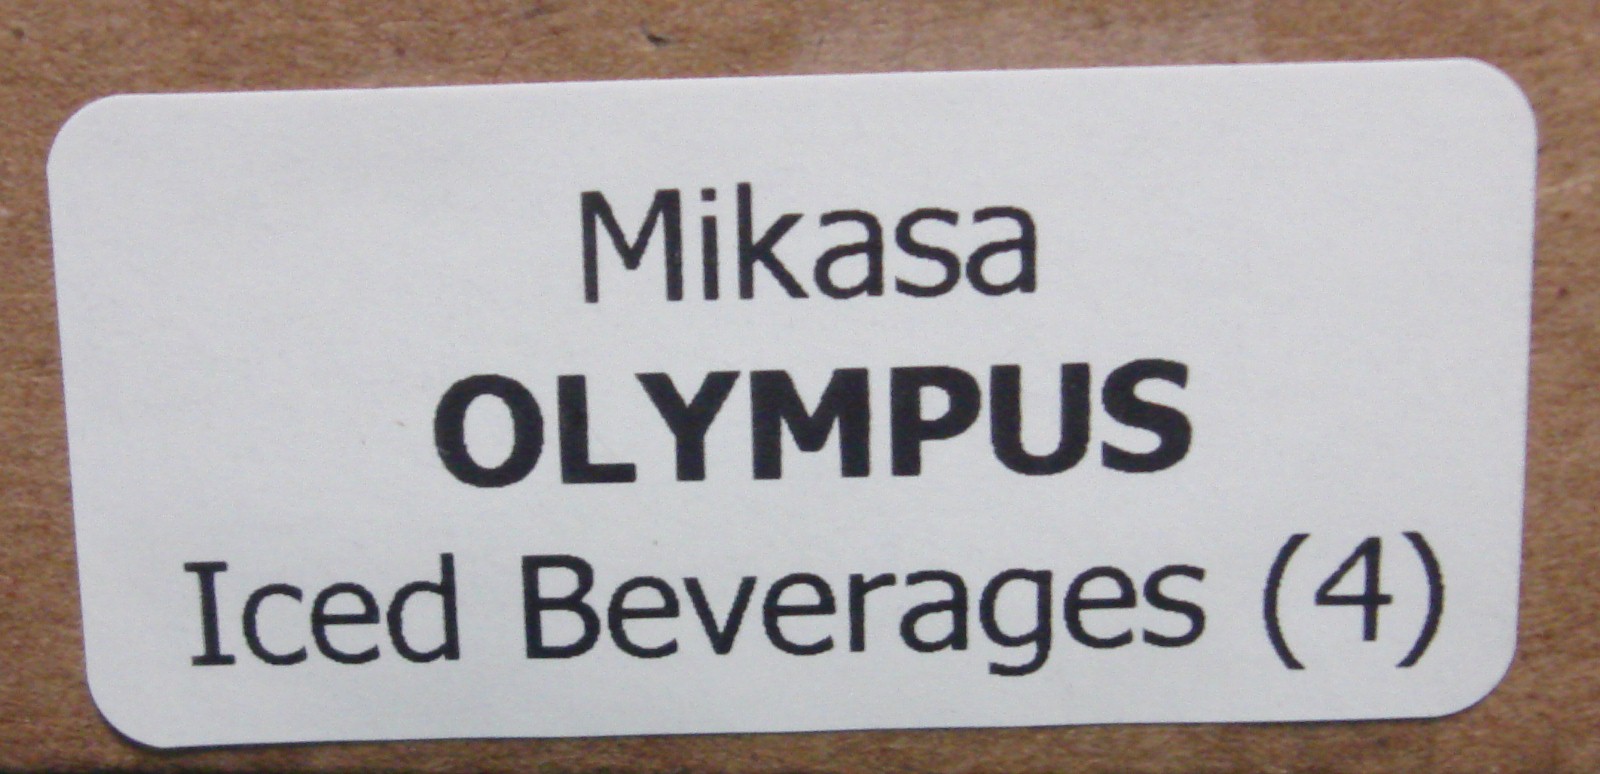 Mikasa
OLYMPUS
Iced Beverages (4)